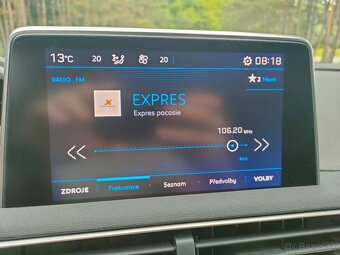 13°C 20 20 08:18
RÁDIO FM
2 Mem
EXPRES
Expres pocasie
106.20 MHz
RDS
ZDROJE Frekvence Seznam Předvolby VOLBY